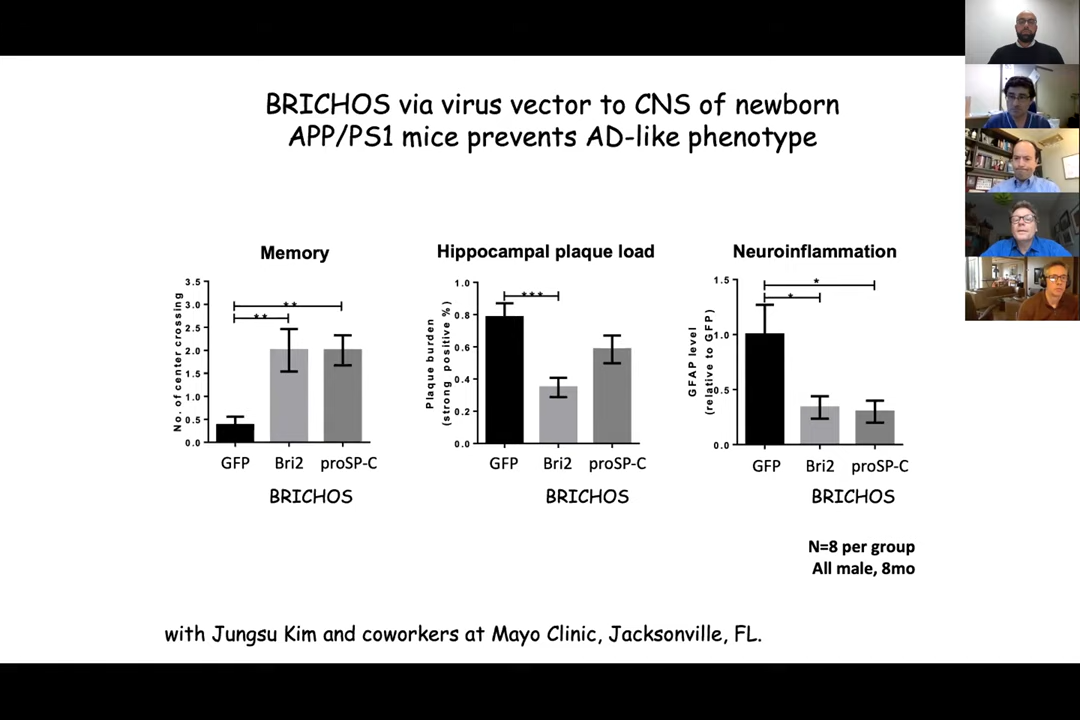 BRICHOS via virus vector to CNS of newborn
APP/PS1 mice prevents AD-like phenotype
Memory
No. of center crossing
3.5
3.0
2.5
2.0
1.5
1.0
0.5
0.0
**
**
GFP Bri2 proSP-C
BRICHOS
Hippocampal plaque load
Plaque burden
(strong positive %)
1.0
0.8
0.6
0.4
0.2
0.0
***
GFP Bri2 proSP-C
BRICHOS
Neuroinflammation
GFAP level
(relative to GFP)
1.5
1.0
0.5
0.0
*
*
GFP Bri2 proSP-C
BRICHOS
N=8 per group
All male, 8mo
with Jungsu Kim and coworkers at Mayo Clinic, Jacksonville, FL.